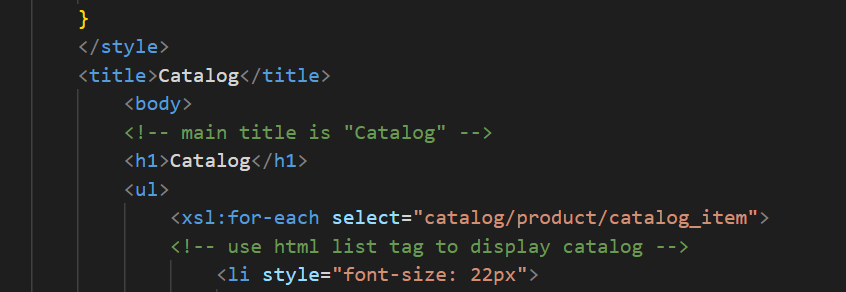 }
</style>
<title>Catalog</title>
<body>
<!-- main title is "Catalog" -->
<h1>Catalog</h1>
<ul>
<xsl:for-each select="catalog/product/catalog_item">
<!-- use html list tag to display catalog -->
<li style="font-size: 22px">